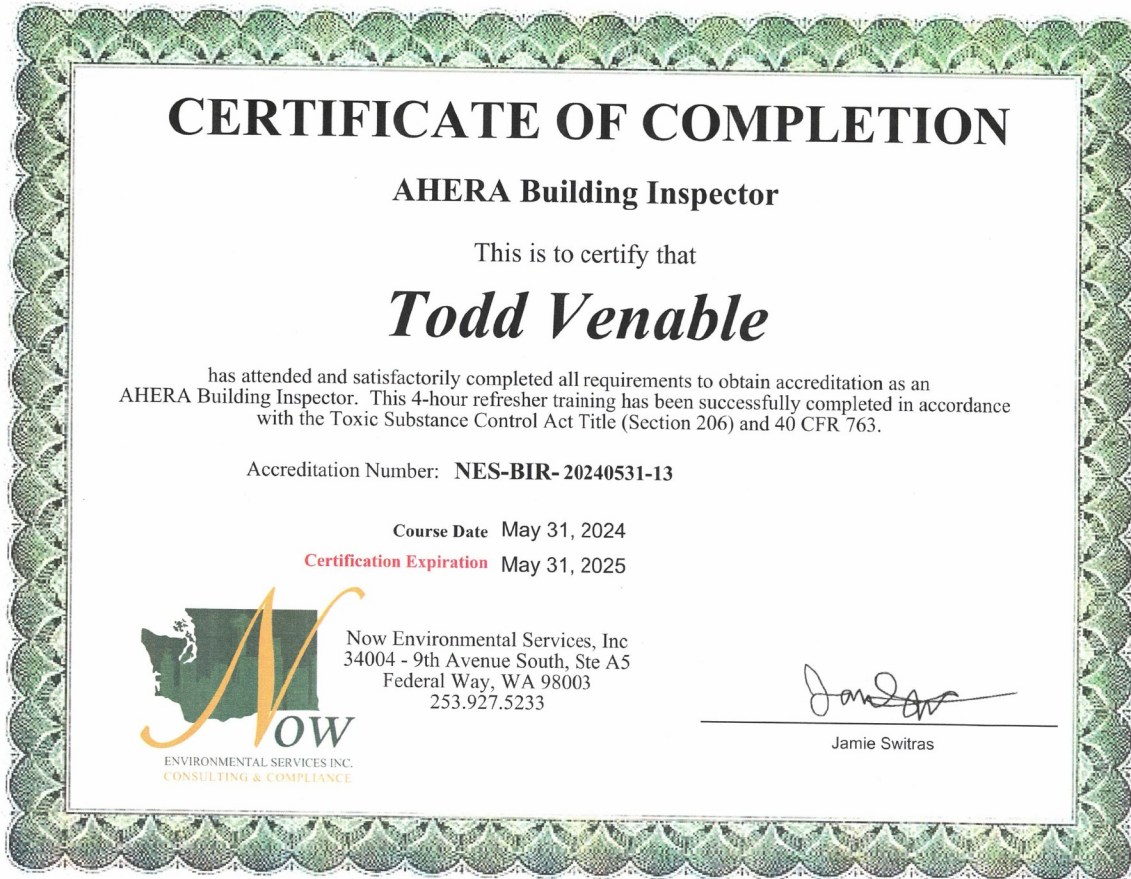 CERTIFICATE OF COMPLETION
AHERA Building Inspector
This is to certify that
Todd Venable
has attended and satisfactorily completed all requirements to obtain accreditation as an
AHERA Building Inspector. This 4-hour refresher training has been successfully completed in accordance
with the Toxic Substance Control Act Title (Section 206) and 40 CFR 763.
Accreditation Number: NES-BIR- 20240531-13
Course Date May 31, 2024
Certification Expiration May 31, 2025
Now Environmental Services, Inc
34004 - 9th Avenue South, Ste A5
Federal Way, WA 98003
253.927.5233
NOW
ENVIRONMENTAL SERVICES INC.
CONSULTING & COMPLIANCE
Jamie Switras